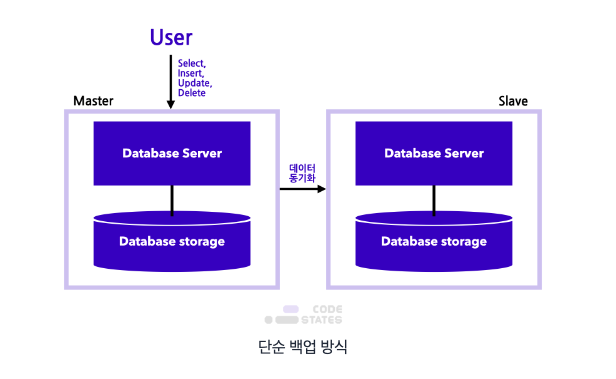 User
Select,
Insert,
Update,
Delete
Master
Slave
Database Server
Database Server
데이터
동기화
Database storage
Database storage
CODE
STATES
단순 백업 방식